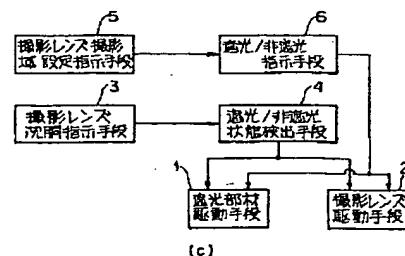 5
撮影レンズ撮影
域設定指示手段
6
遮光/非遮光
指示手段
3
撮影レンズ
沈胴指示手段
4
遮光/非遮光
状態検出手段
1
遮光部材
駆動手段
2
撮影レンズ
駆動手段
(c)